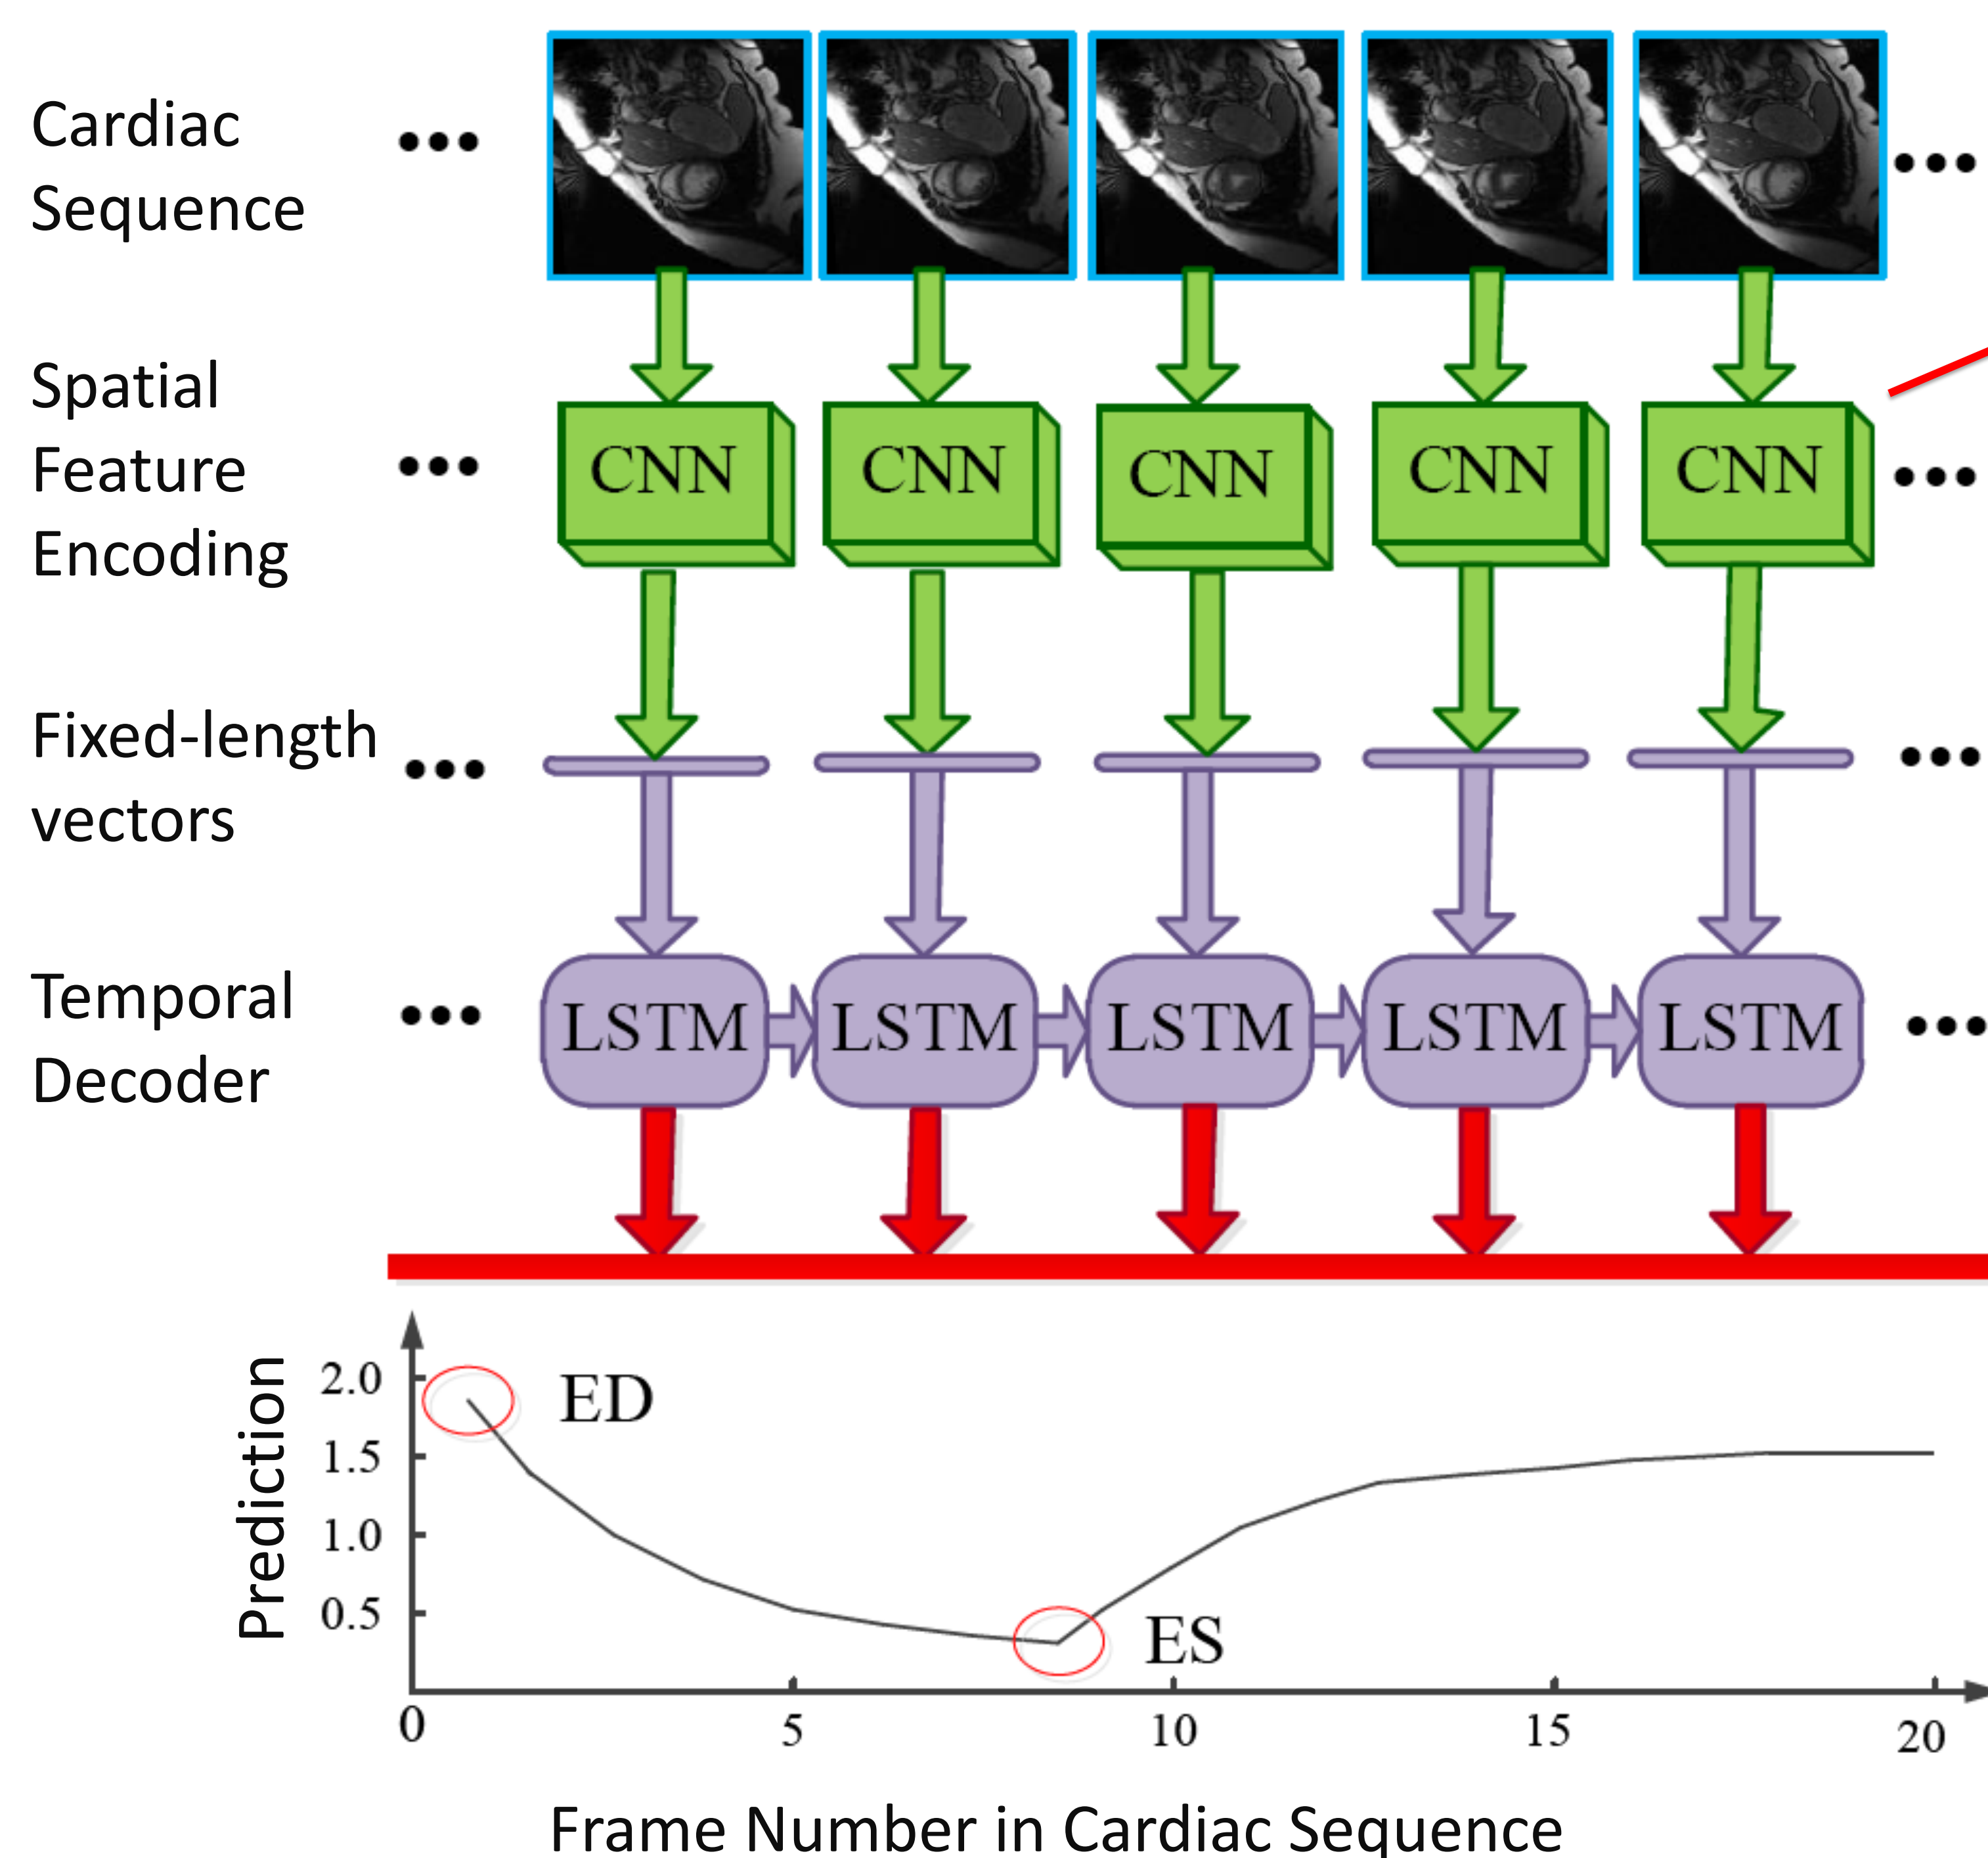 Cardiac
Sequence
Spatial
Feature
Encoding
CNN CNN CNN CNN CNN
Fixed-length
vectors
Temporal
Decoder
LSTM LSTM LSTM LSTM LSTM
Prediction
2.0
1.5
1.0
0.5
ED
ES
0 5 10 15 20
Frame Number in Cardiac Sequence